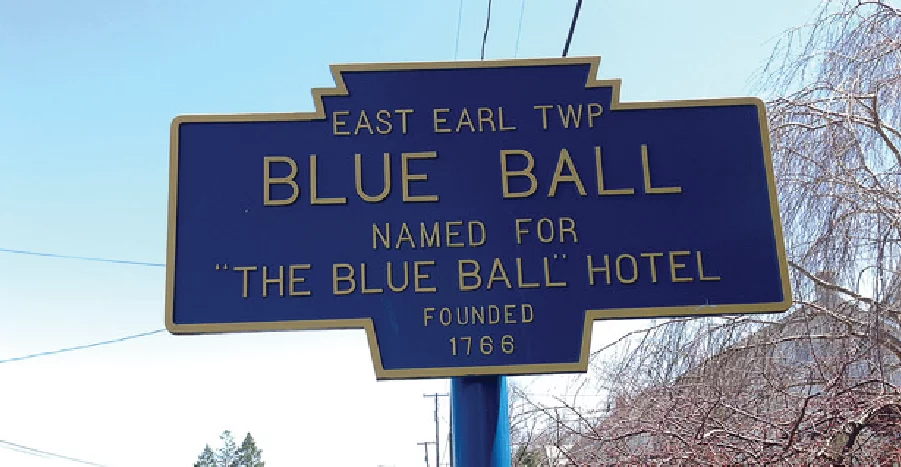 EAST EARL TWP
BLUE BALL
NAMED FOR
"THE BLUE BALL" HOTEL
FOUNDED
1766